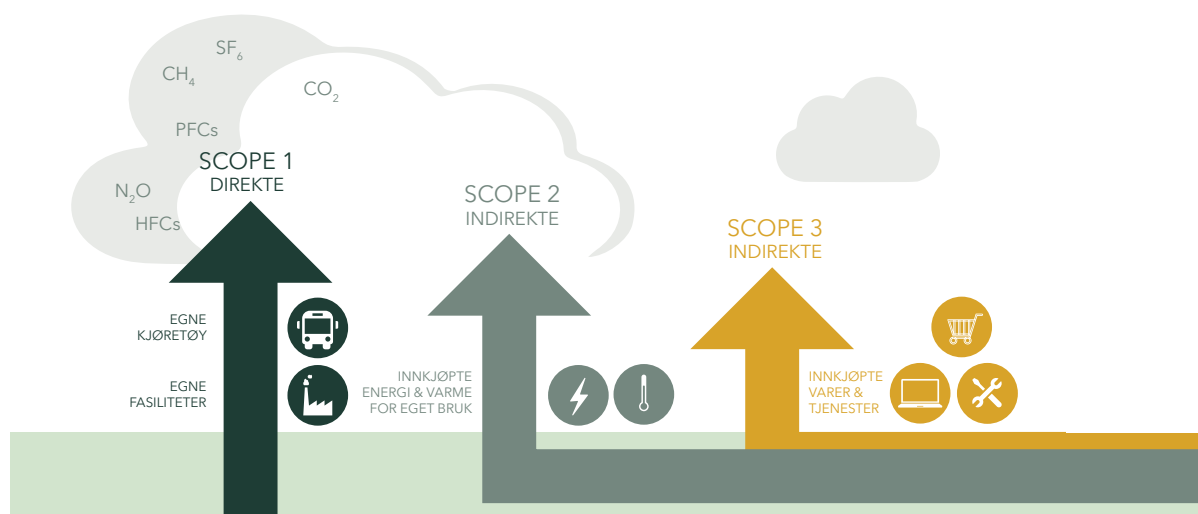 SF₆
CH₄
CO₂
PFCs
N₂O
HFCs
SCOPE 1
DIREKTE
EGNE
KJØRETØY
EGNE
FASILITETER
SCOPE 2
INDIREKTE
INNKJØPTE
ENERGI & VARME
FOR EGET BRUK
SCOPE 3
INDIREKTE
INNKJØPTE
VARER &
TJENESTER